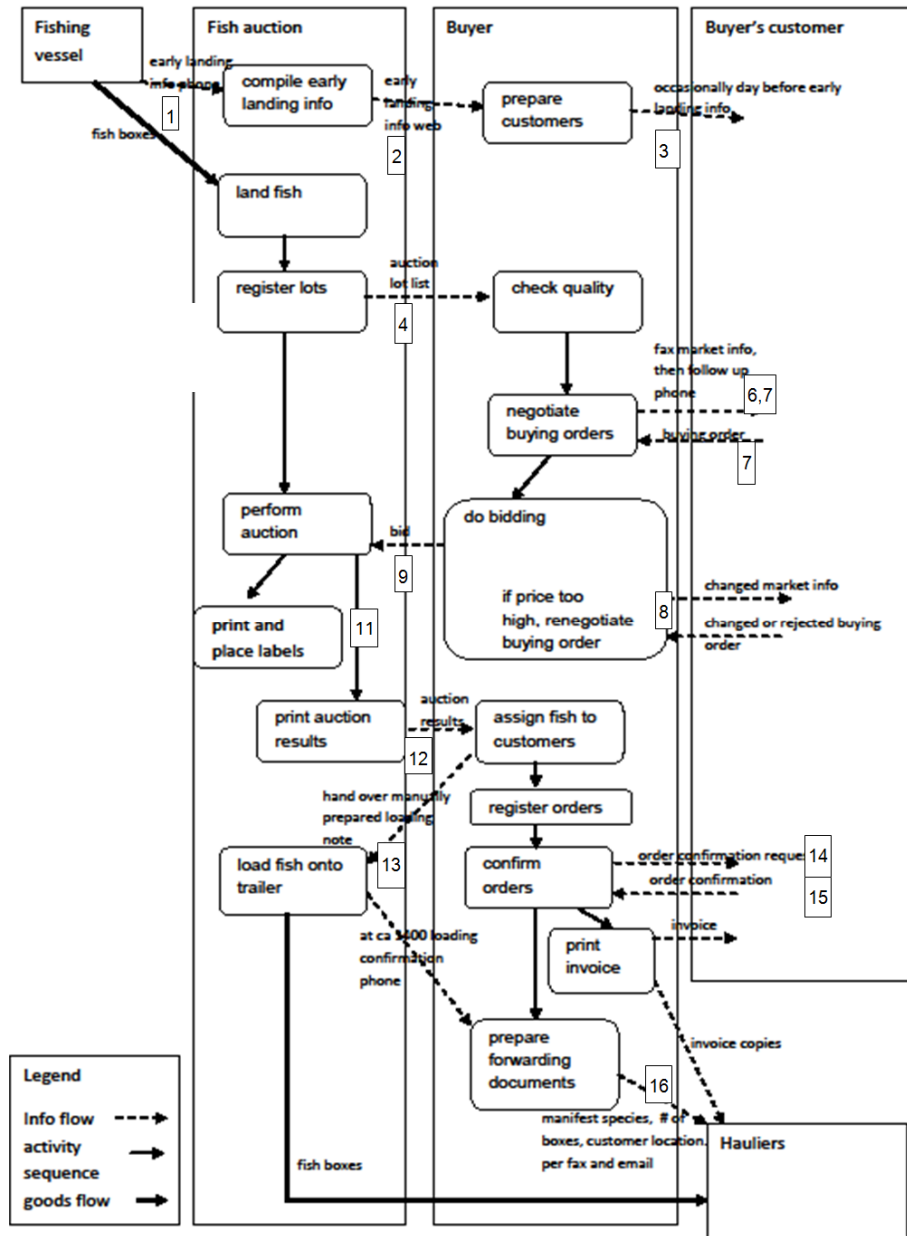 Fishing
vessel
Fish auction
Buyer
Buyer's customer
early landing
info phone
1
fish boxes
compile early
landing info
early
landing
info web
2
prepare
customers
occasionally day before early
landing info
3
land fish
register lots
auction
lot list
4
check quality
fax market info,
then follow up
phone
6,7
negotiate
buying orders
buying order
7
perform
auction
bid
9
do bidding
if price too
high, renegotiate
buying order
8
changed market info
changed or rejected buying
order
print and
place labels
11
print auction
results
auction
results
12
assign fish to
customers
hand over manually
prepared loading
note
13
register orders
load fish onto
trailer
confirm
orders
order confirmation reques
14
order confirmation
15
at ca 1400 loading
confirmation
phone
print
invoice
invoice
prepare
forwarding
documents
invoice copies
16
manifest species, # of
boxes, customer location.
per fax and email
Hauliers
fish boxes
Legend
Info flow
activity
sequence
goods flow